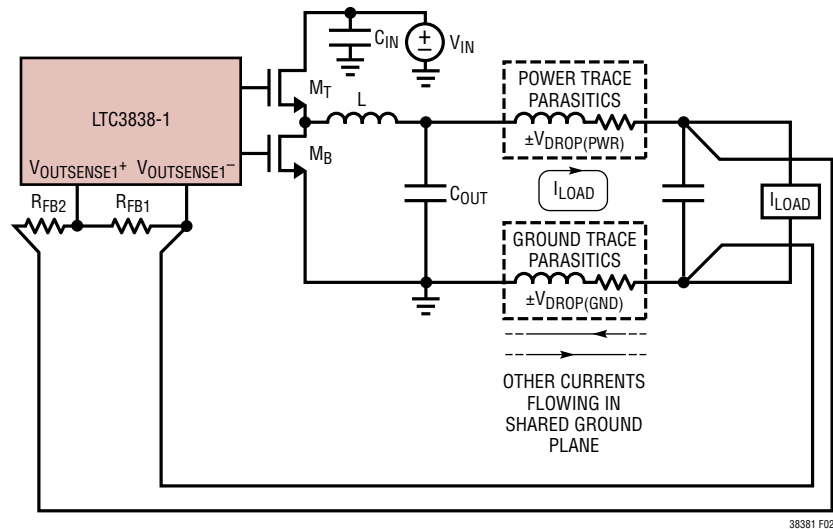 CIN
VIN
+
−
LTC3838-1
MT
L
MB
VOUTSENSE1+ VOUTSENSE1−
RFB2
RFB1
COUT
POWER TRACE
PARASITICS
±VDROP(PWR)
ILOAD
ILOAD
GROUND TRACE
PARASITICS
±VDROP(GND)
OTHER CURRENTS
FLOWING IN
SHARED GROUND
PLANE
38381 F02